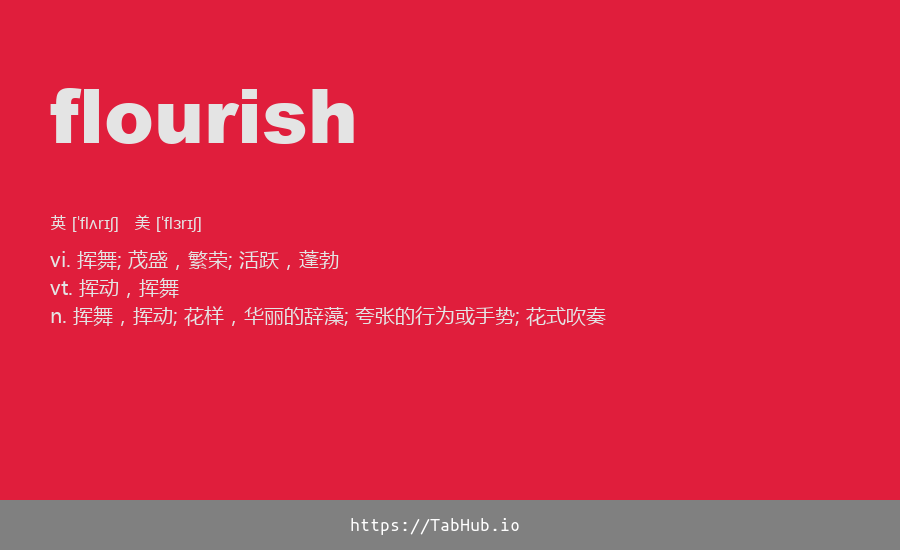 flourish
英 [ˈflʌrɪʃ] 美 [ˈflɜrɪʃ]
vi. 挥舞; 茂盛，繁荣; 活跃，蓬勃
vt. 挥动，挥舞
n. 挥舞，挥动; 花样，华丽的辞藻; 夸张的行为或手势; 花式吹奏
https://TabHub.io